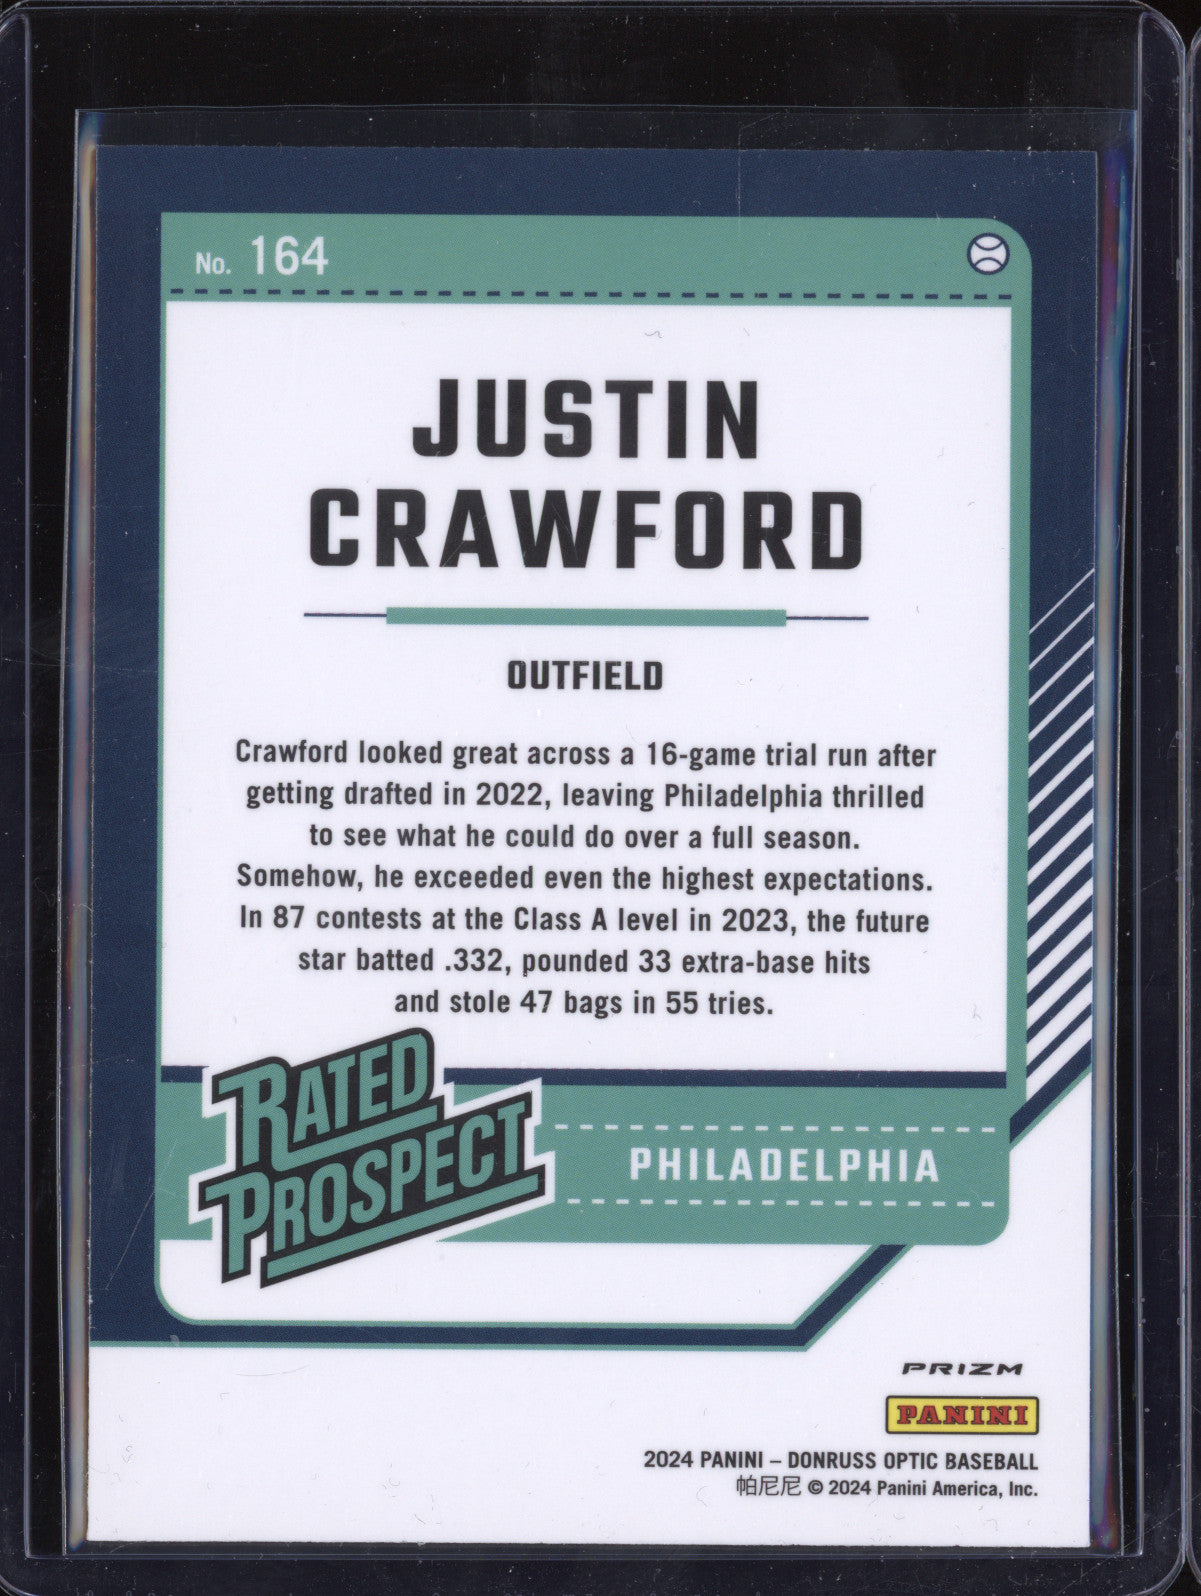 No. 164
JUSTIN
CRAWFORD
OUTFIELD
Crawford looked great across a 16-game trial run after
getting drafted in 2022, leaving Philadelphia thrilled
to see what he could do over a full season.
Somehow, he exceeded even the highest expectations.
In 87 contests at the Class A level in 2023, the future
star batted .332, pounded 33 extra-base hits
and stole 47 bags in 55 tries.
RATED
PROSPECT
PHILADELPHIA
PRIZM
PANINI
2024 PANINI – DONRUSS OPTIC BASEBALL
帕尼尼 © 2024 Panini America, Inc.